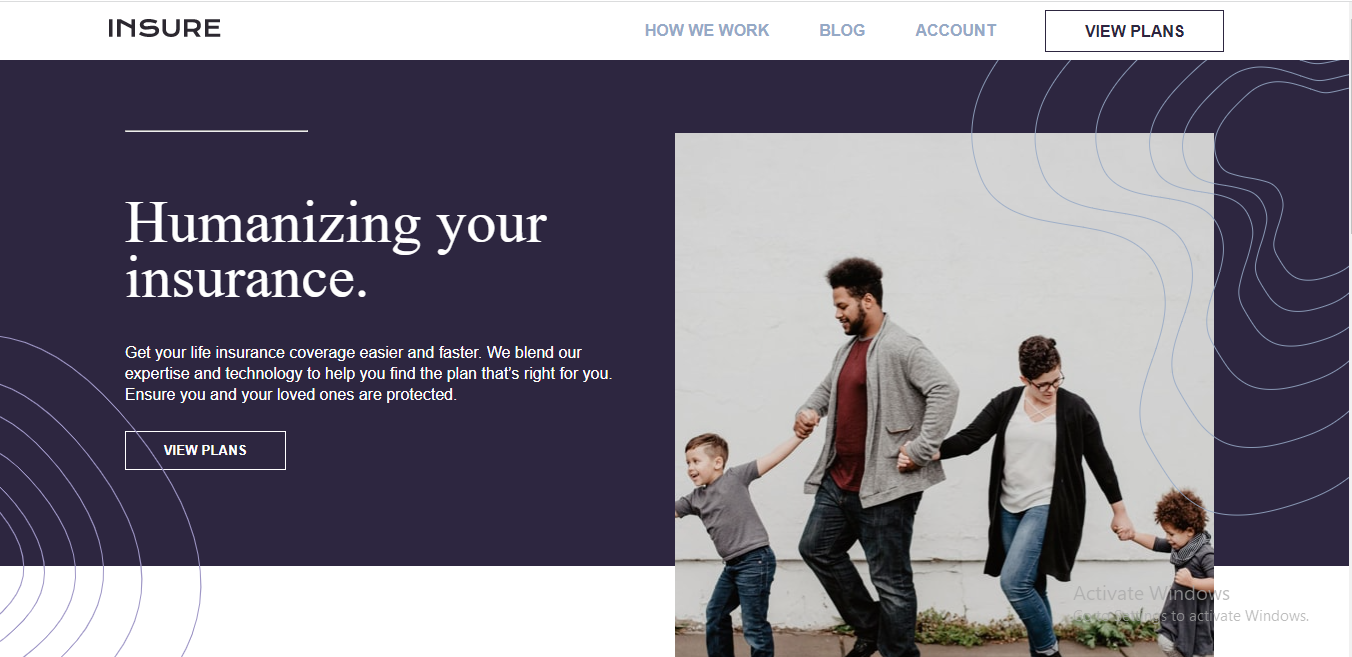 INSURE
HOW WE WORK
BLOG
ACCOUNT
VIEW PLANS
Humanizing your
insurance.
Get your life insurance coverage easier and faster. We blend our
expertise and technology to help you find the plan that's right for you.
Ensure you and your loved ones are protected.
VIEW PLANS
Activate Windows
Go to Settings to activate Windows.